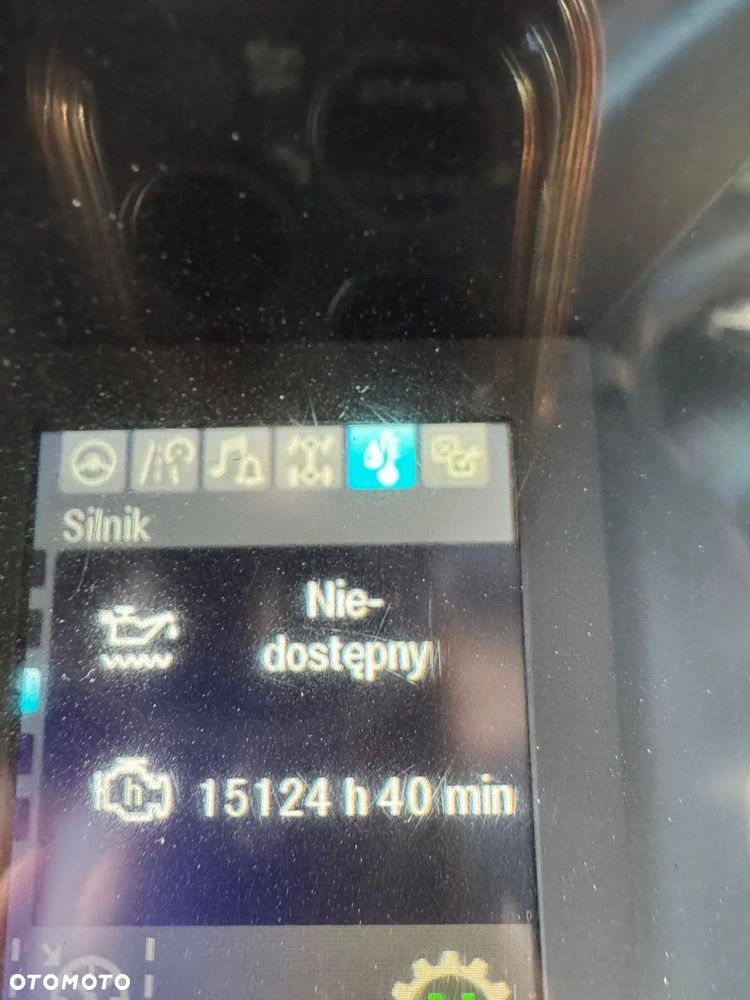 Silnik
Nie-
dostępny
h
15124 h 40 min
OTOMOTO